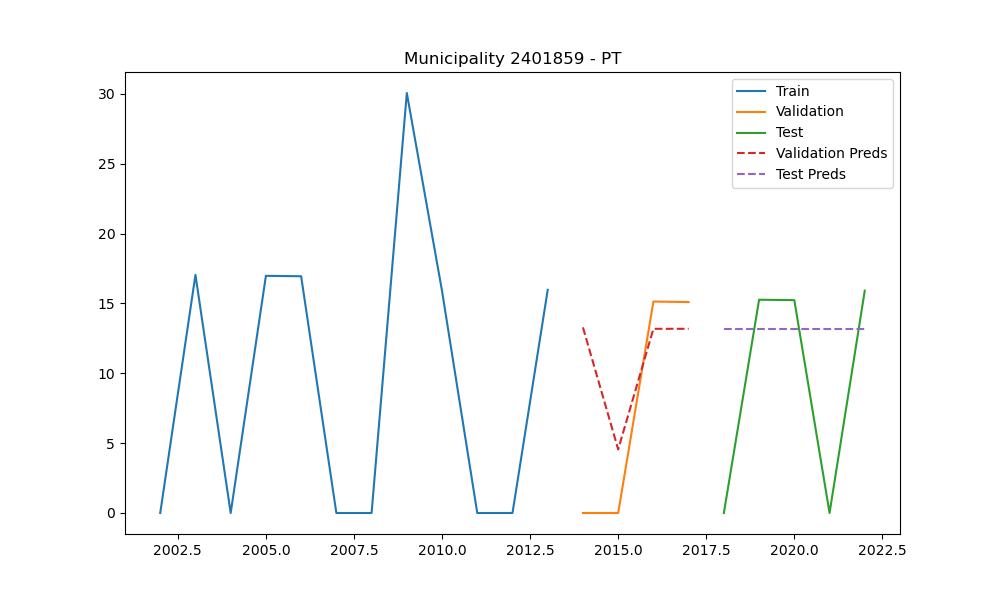 Municipality 2401859 - PT
Train
Validation
Test
Validation Preds
Test Preds
30
25
20
15
10
5
0
2002.5 2005.0 2007.5 2010.0 2012.5 2015.0 2017.5 2020.0 2022.5